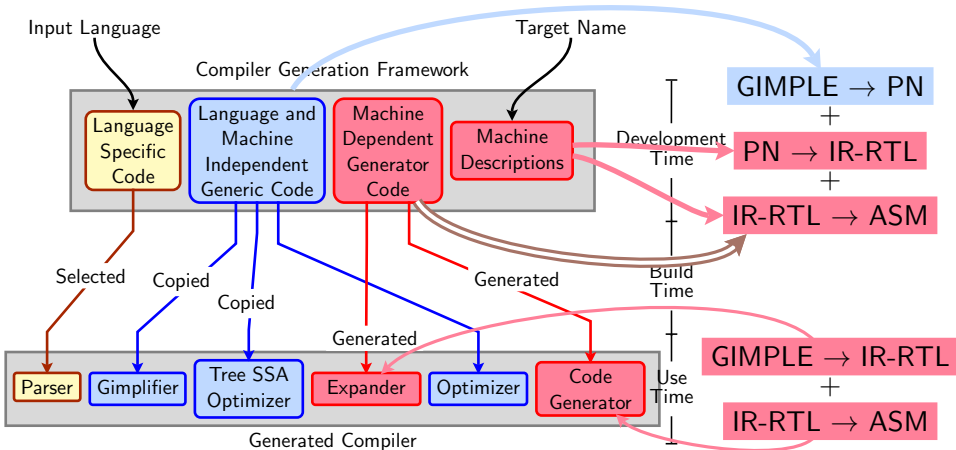 Input Language
Target Name
Compiler Generation Framework
Language
Specific
Code
Language and
Machine
Independent
Generic Code
Machine
Dependent
Generator
Code
Machine
Descriptions
Development
Time
GIMPLE → PN
+
PN → IR-RTL
+
IR-RTL → ASM
Selected
Copied
Copied
Generated
Generated
Build
Time
Parser
Gimplifier
Tree SSA
Optimizer
Expander
Optimizer
Code
Generator
Use
Time
GIMPLE → IR-RTL
+
IR-RTL → ASM
Generated Compiler